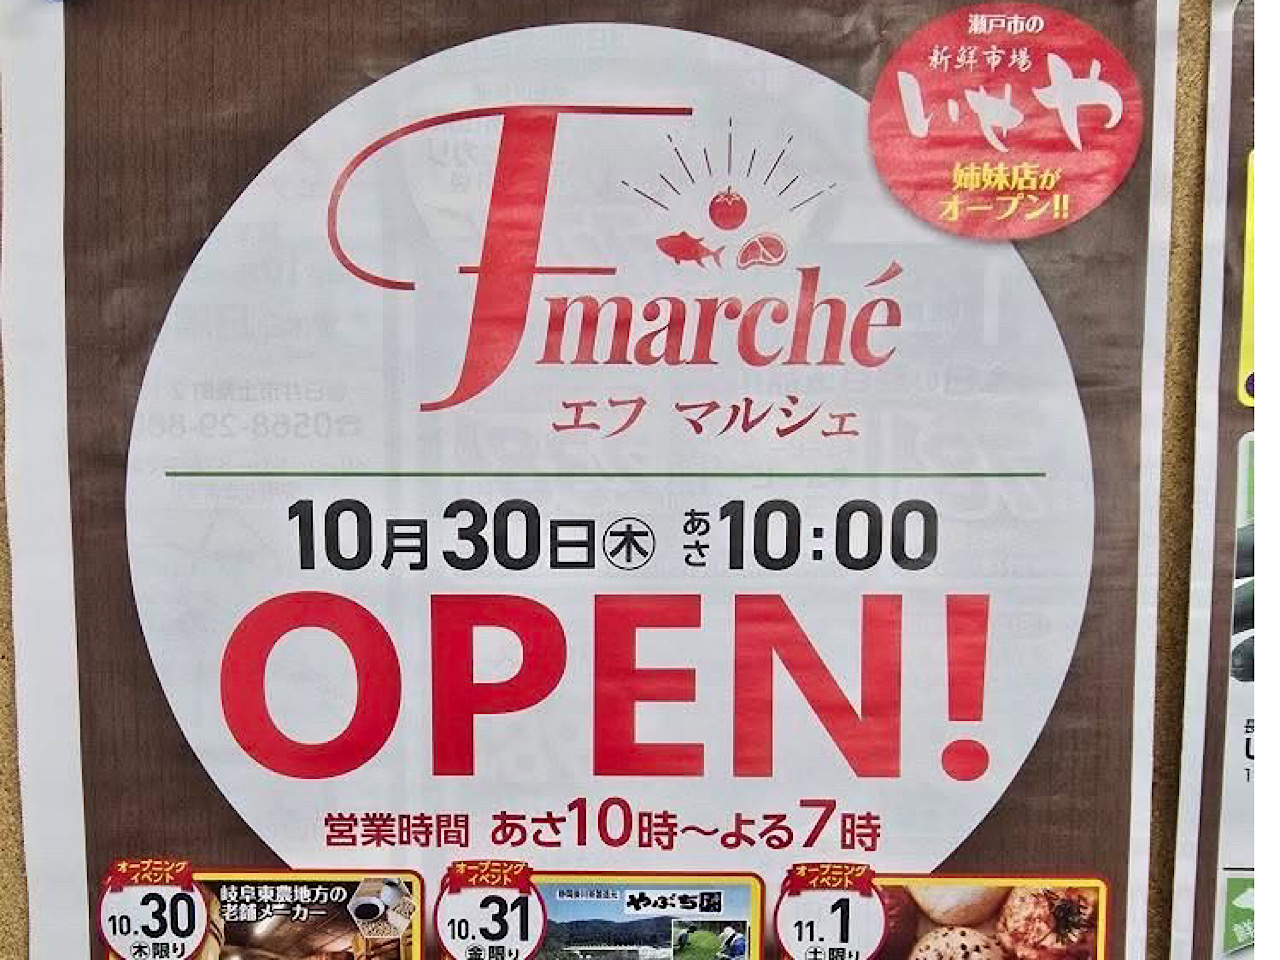 瀬戸市の
新鮮市場
いせや
姉妹店が
オープン!!
Fmarché
エフ マルシェ
10月30日㊍ あさ10:00
OPEN!
営業時間 あさ10時～よる7時
オープニング
イベント
10.30
㊍限り
岐阜東農地方の
老舗メーカー
オープニング
イベント
10.31
㊎限り
やぶち園
オープニング
イベント
11.1
㊏限り